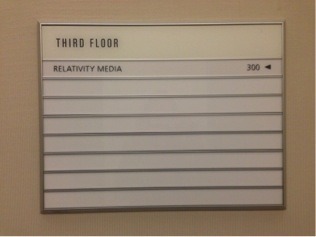 THIRD FLOOR
RELATIVITY MEDIA 300 ◄